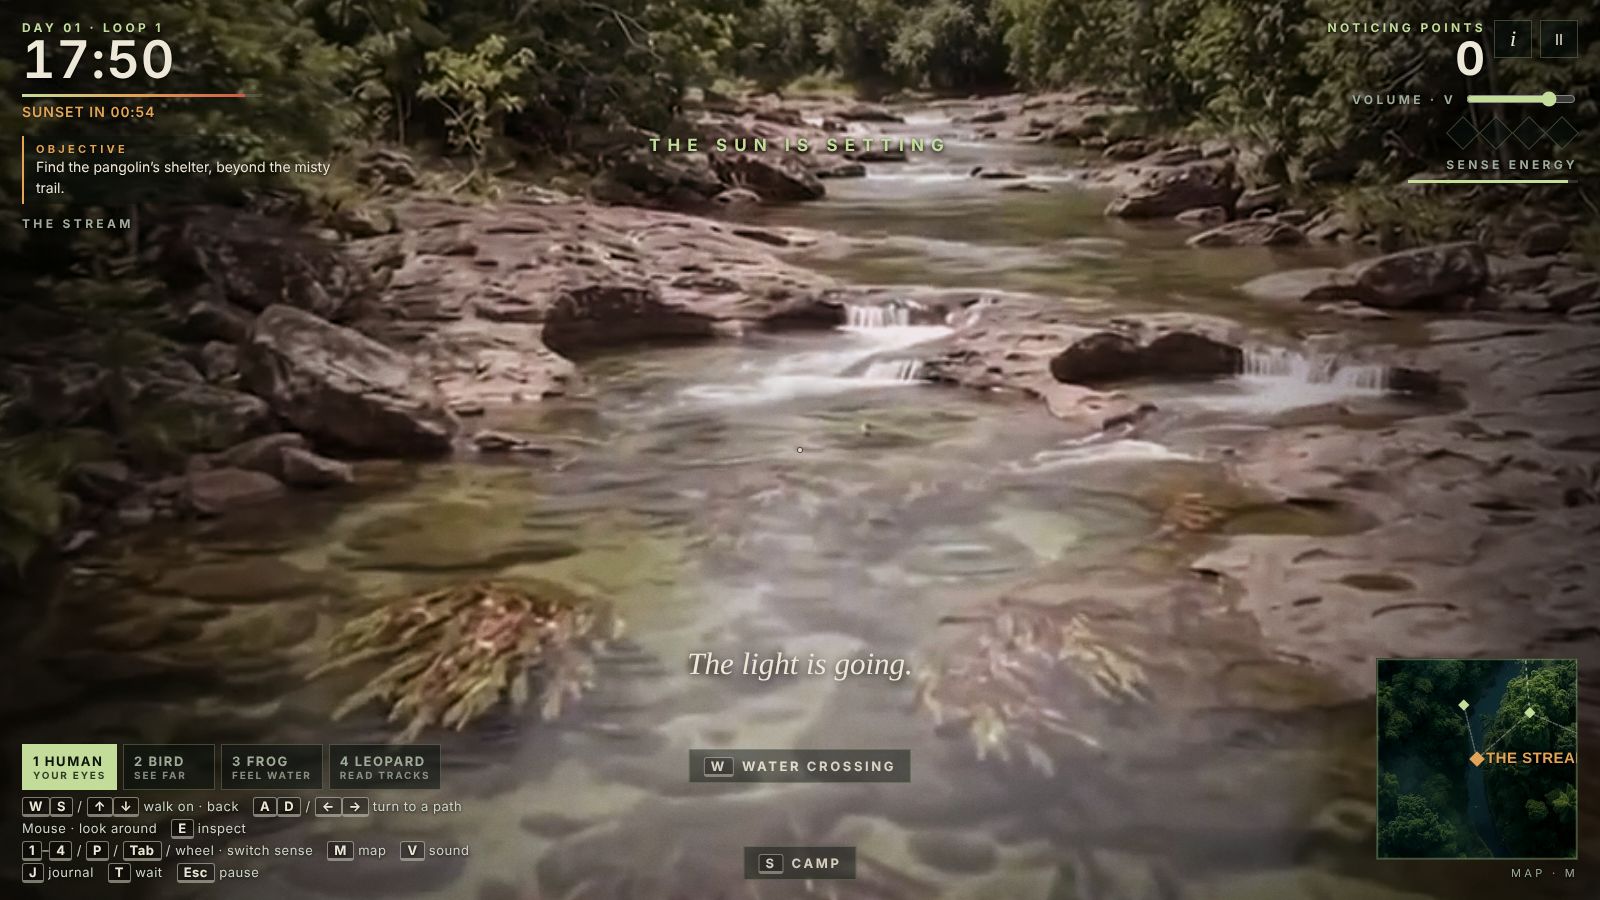 DAY 01 · LOOP 1
17:50
SUNSET IN 00:54
OBJECTIVE
Find the pangolin’s shelter, beyond the misty
trail.
THE STREAM
NOTICING POINTS
0
i
VOLUME · V
SENSE ENERGY
THE SUN IS SETTING
The light is going.
W WATER CROSSING
S CAMP
1 HUMAN
YOUR EYES
2 BIRD
SEE FAR
3 FROG
FEEL WATER
4 LEOPARD
READ TRACKS
W S / ↑ ↓ walk on · back A D / ← → turn to a path
Mouse · look around E inspect
1–4 / P / Tab / wheel · switch sense M map V sound
J journal T wait Esc pause
THE STREA
MAP · M